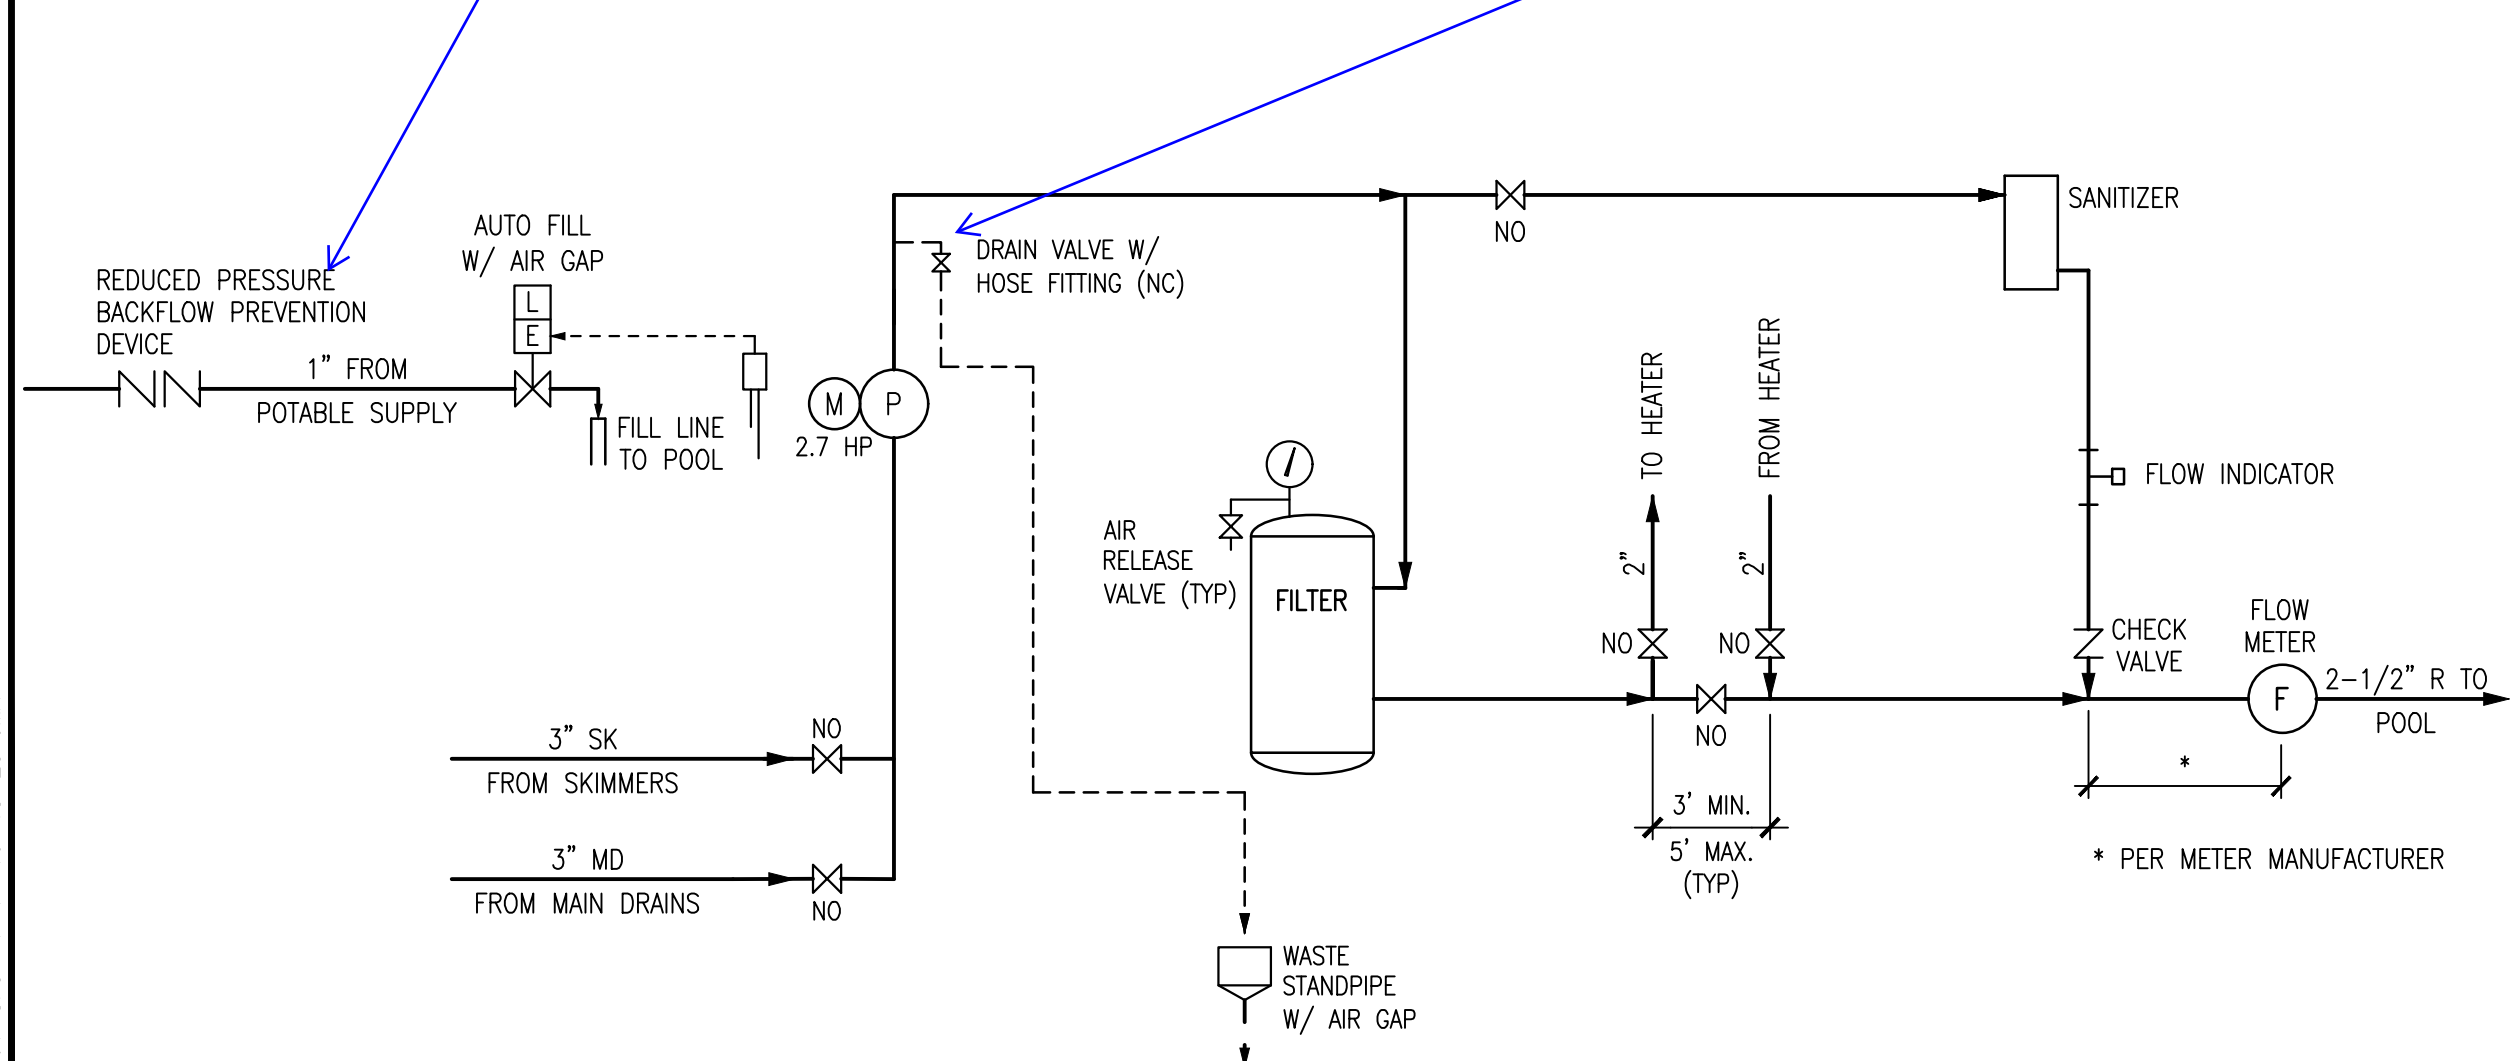 AUTO FILL
W/ AIR GAP
REDUCED PRESSURE
BACKFLOW PREVENTION
DEVICE
L
E
1" FROM
POTABLE SUPPLY
FILL LINE
TO POOL
M
P
2.7 HP
DRAIN VALVE W/
HOSE FITTING (NC)
NO
SANITIZER
TO HEATER
FROM HEATER
FLOW INDICATOR
AIR
RELEASE
VALVE (TYP)
FILTER
2"
2"
NO
NO
CHECK
VALVE
FLOW
METER
F
2-1/2" R TO
POOL
NO
3" SK
FROM SKIMMERS
NO
3' MIN.
5' MAX.
(TYP)
*
* PER METER MANUFACTURER
3" MD
FROM MAIN DRAINS
NO
WASTE
STANDPIPE
W/ AIR GAP